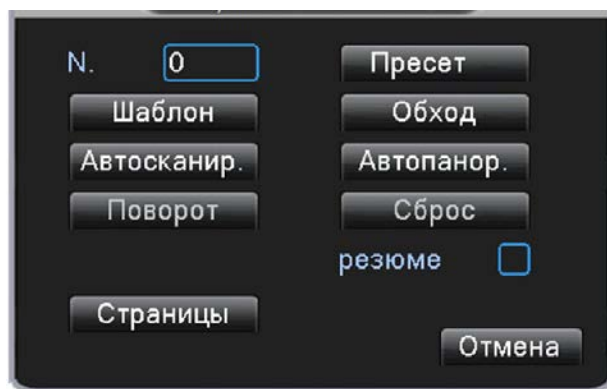 N. 0 Пресет
Шаблон Обход
Автосканир. Автопанор.
Поворот Сброс
резюме
Страницы
Отмена